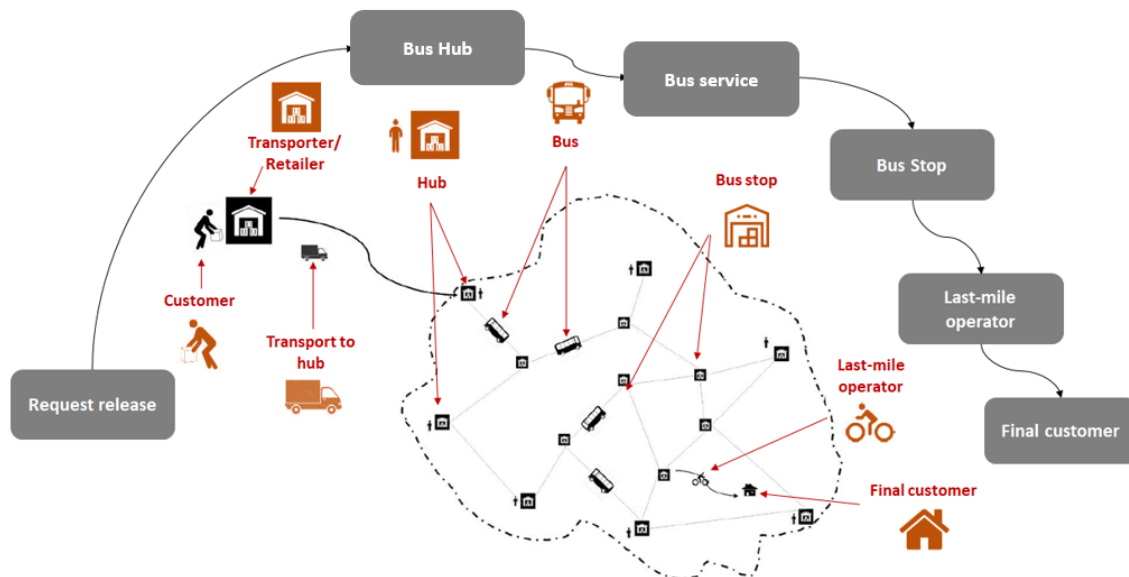 Bus Hub
Bus service
Bus Stop
Last-mile
operator
Final customer
Request release
Transporter/
Retailer
Hub
Bus
Bus stop
Customer
Transport to
hub
Last-mile
operator
Final customer